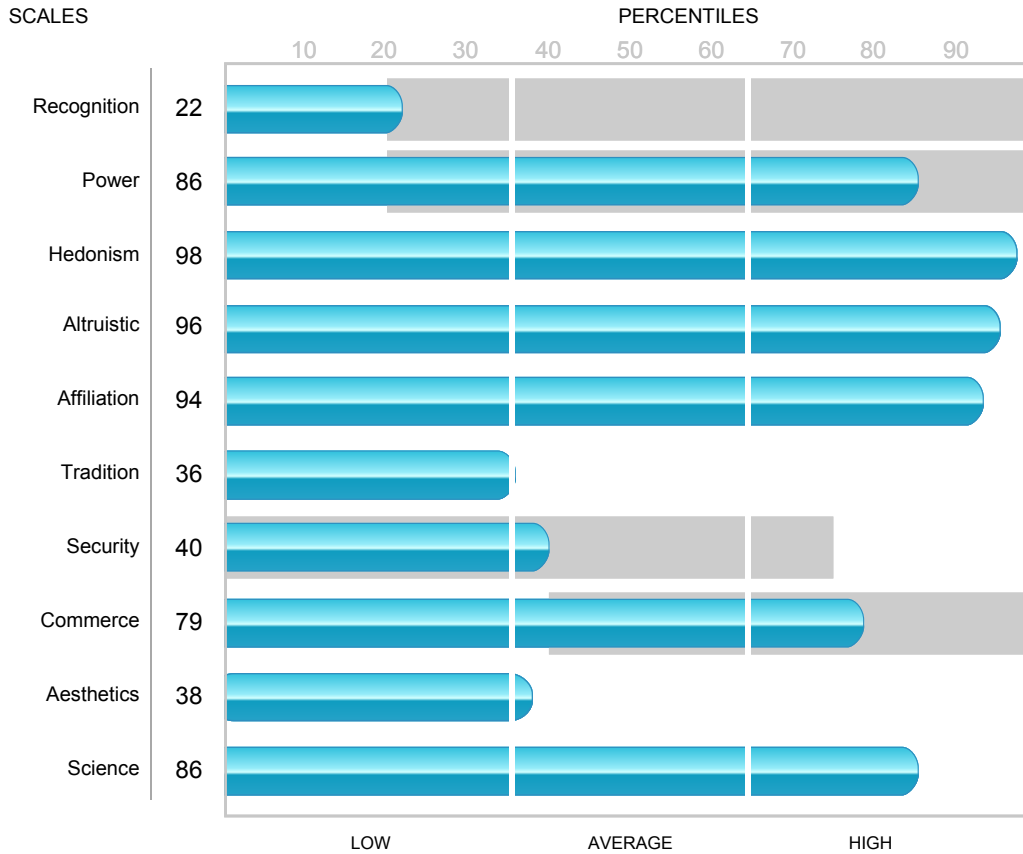 SCALES PERCENTILES
10 20 30 40 50 60 70 80 90
Recognition 22
Power 86
Hedonism 98
Altruistic 96
Affiliation 94
Tradition 36
Security 40
Commerce 79
Aesthetics 38
Science 86
LOW AVERAGE HIGH